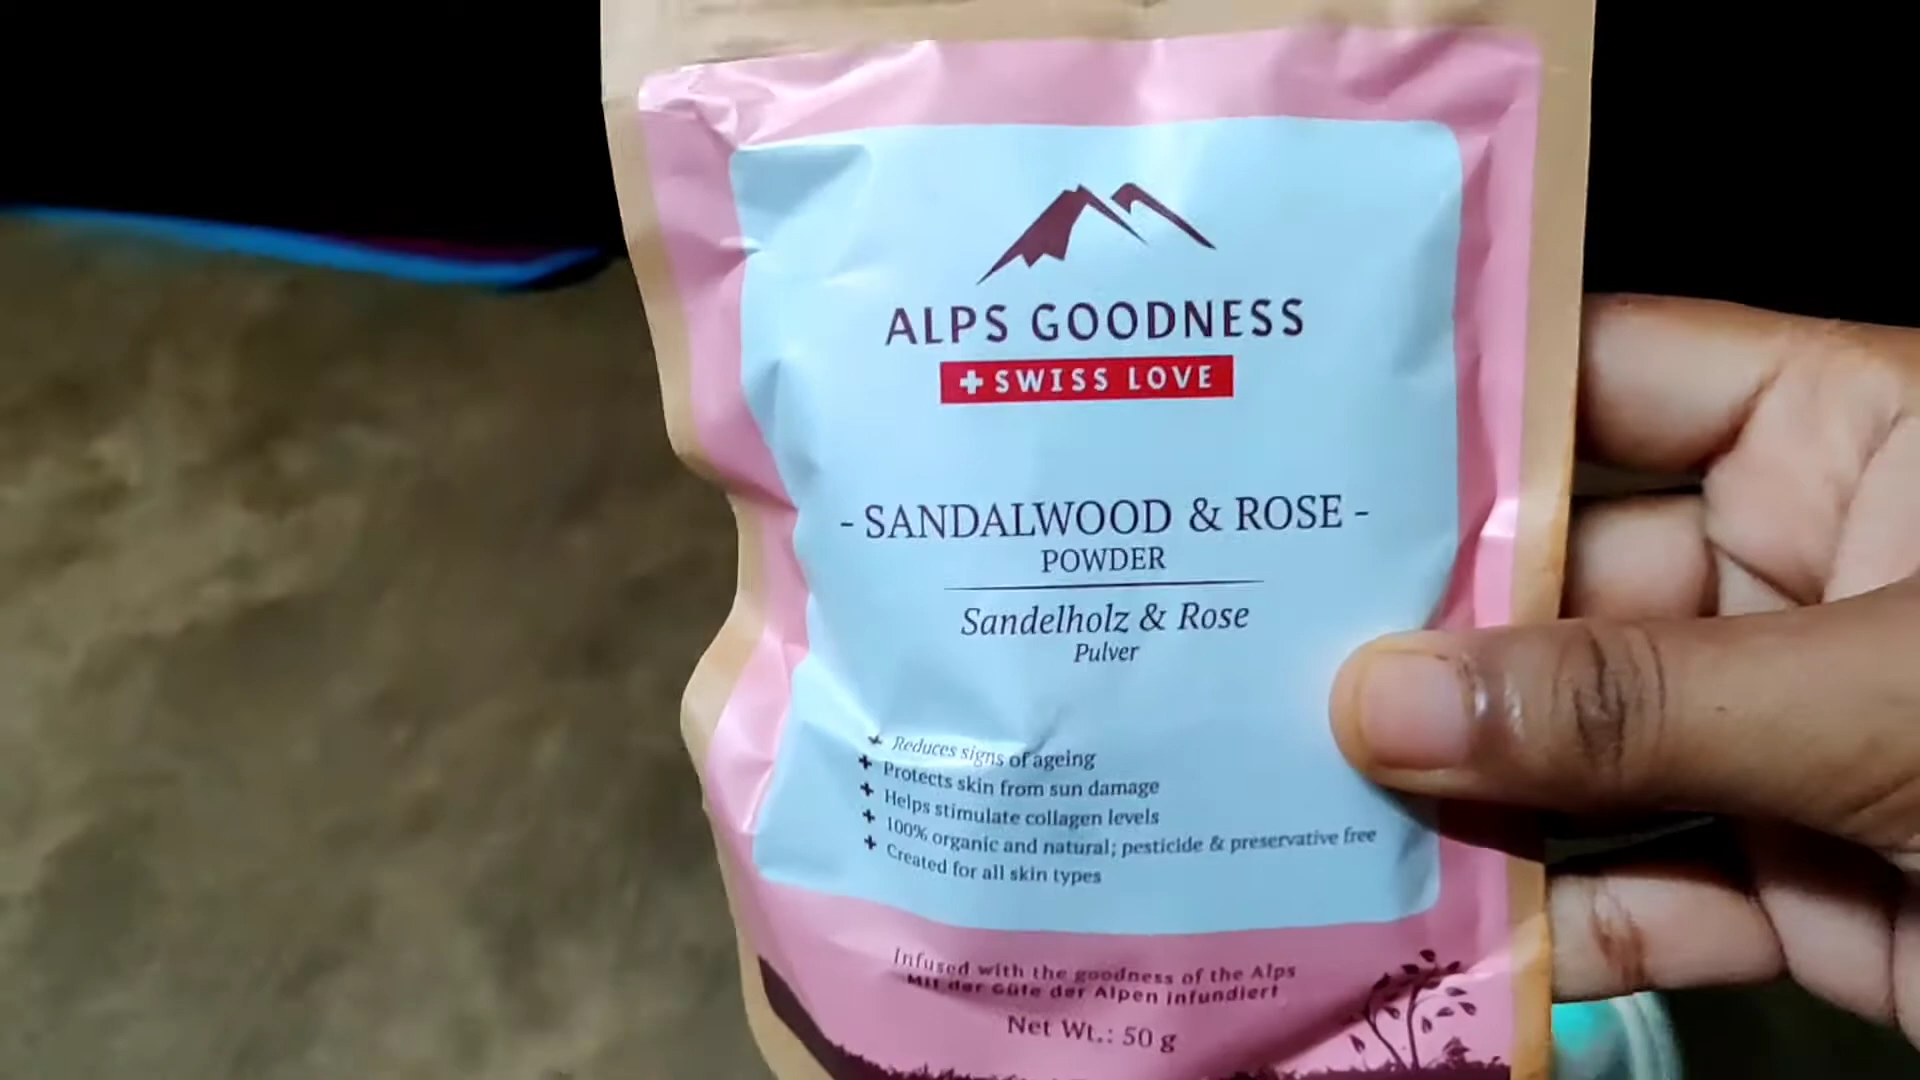 ALPS GOODNESS
SWISS LOVE
- SANDALWOOD & ROSE -
POWDER
Sandelholz & Rose
Pulver
Reduces signs of ageing
Protects skin from sun damage
Helps stimulate collagen levels
100% organic and natural; pesticide & preservative free
Created for all skin types
Infused with the goodness of the Alps
Mit der Güte der Alpen infundiert
Net Wt.: 50 g